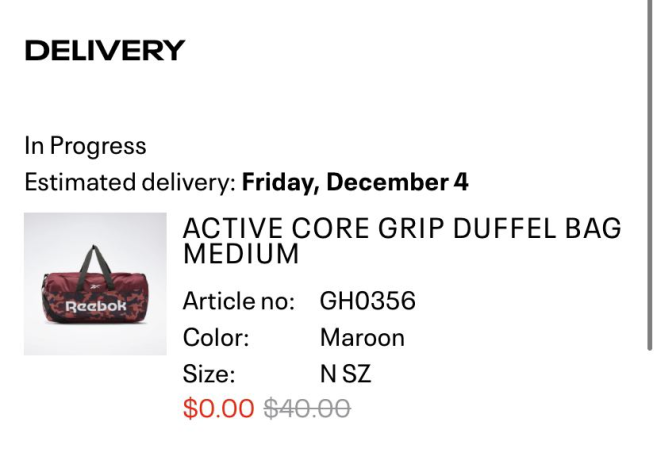 DELIVERY
In Progress
Estimated delivery: Friday, December 4
Reebok
ACTIVE CORE GRIP DUFFEL BAG
MEDIUM
Article no: GH0356
Color: Maroon
Size: N SZ
$0.00 $40.00